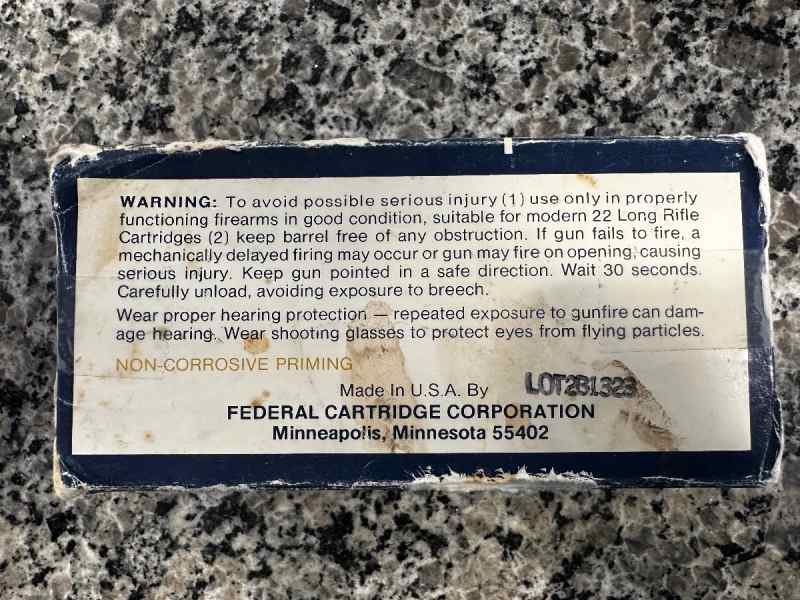 WARNING: To avoid possible serious injury (1) use only in properly
functioning firearms in good condition, suitable for modern 22 Long Rifle
Cartridges (2) keep barrel free of any obstruction. If gun fails to fire, a
mechanically delayed firing may occur or gun may fire on opening, causing
serious injury. Keep gun pointed in a safe direction. Wait 30 seconds.
Carefully unload, avoiding exposure to breech.
Wear proper hearing protection — repeated exposure to gunfire can dam-
age hearing. Wear shooting glasses to protect eyes from flying particles.
NON-CORROSIVE PRIMING
Made In U.S.A. By LOT2B1323
FEDERAL CARTRIDGE CORPORATION
Minneapolis, Minnesota 55402